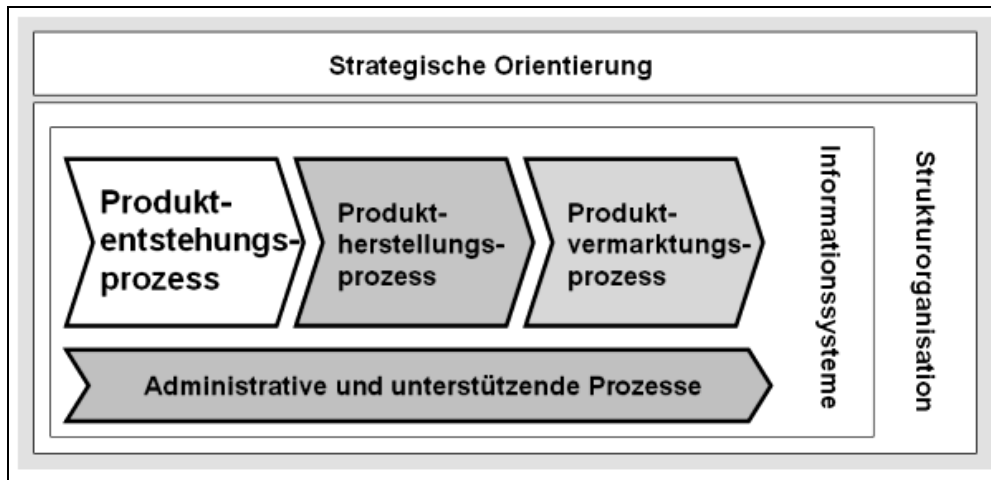 Strategische Orientierung
Produkt-
entstehungs-
prozess
Produkt-
herstellungs-
prozess
Produkt-
vermarktungs-
prozess
Administrative und unterstützende Prozesse
Informationssysteme
Strukturorganisation